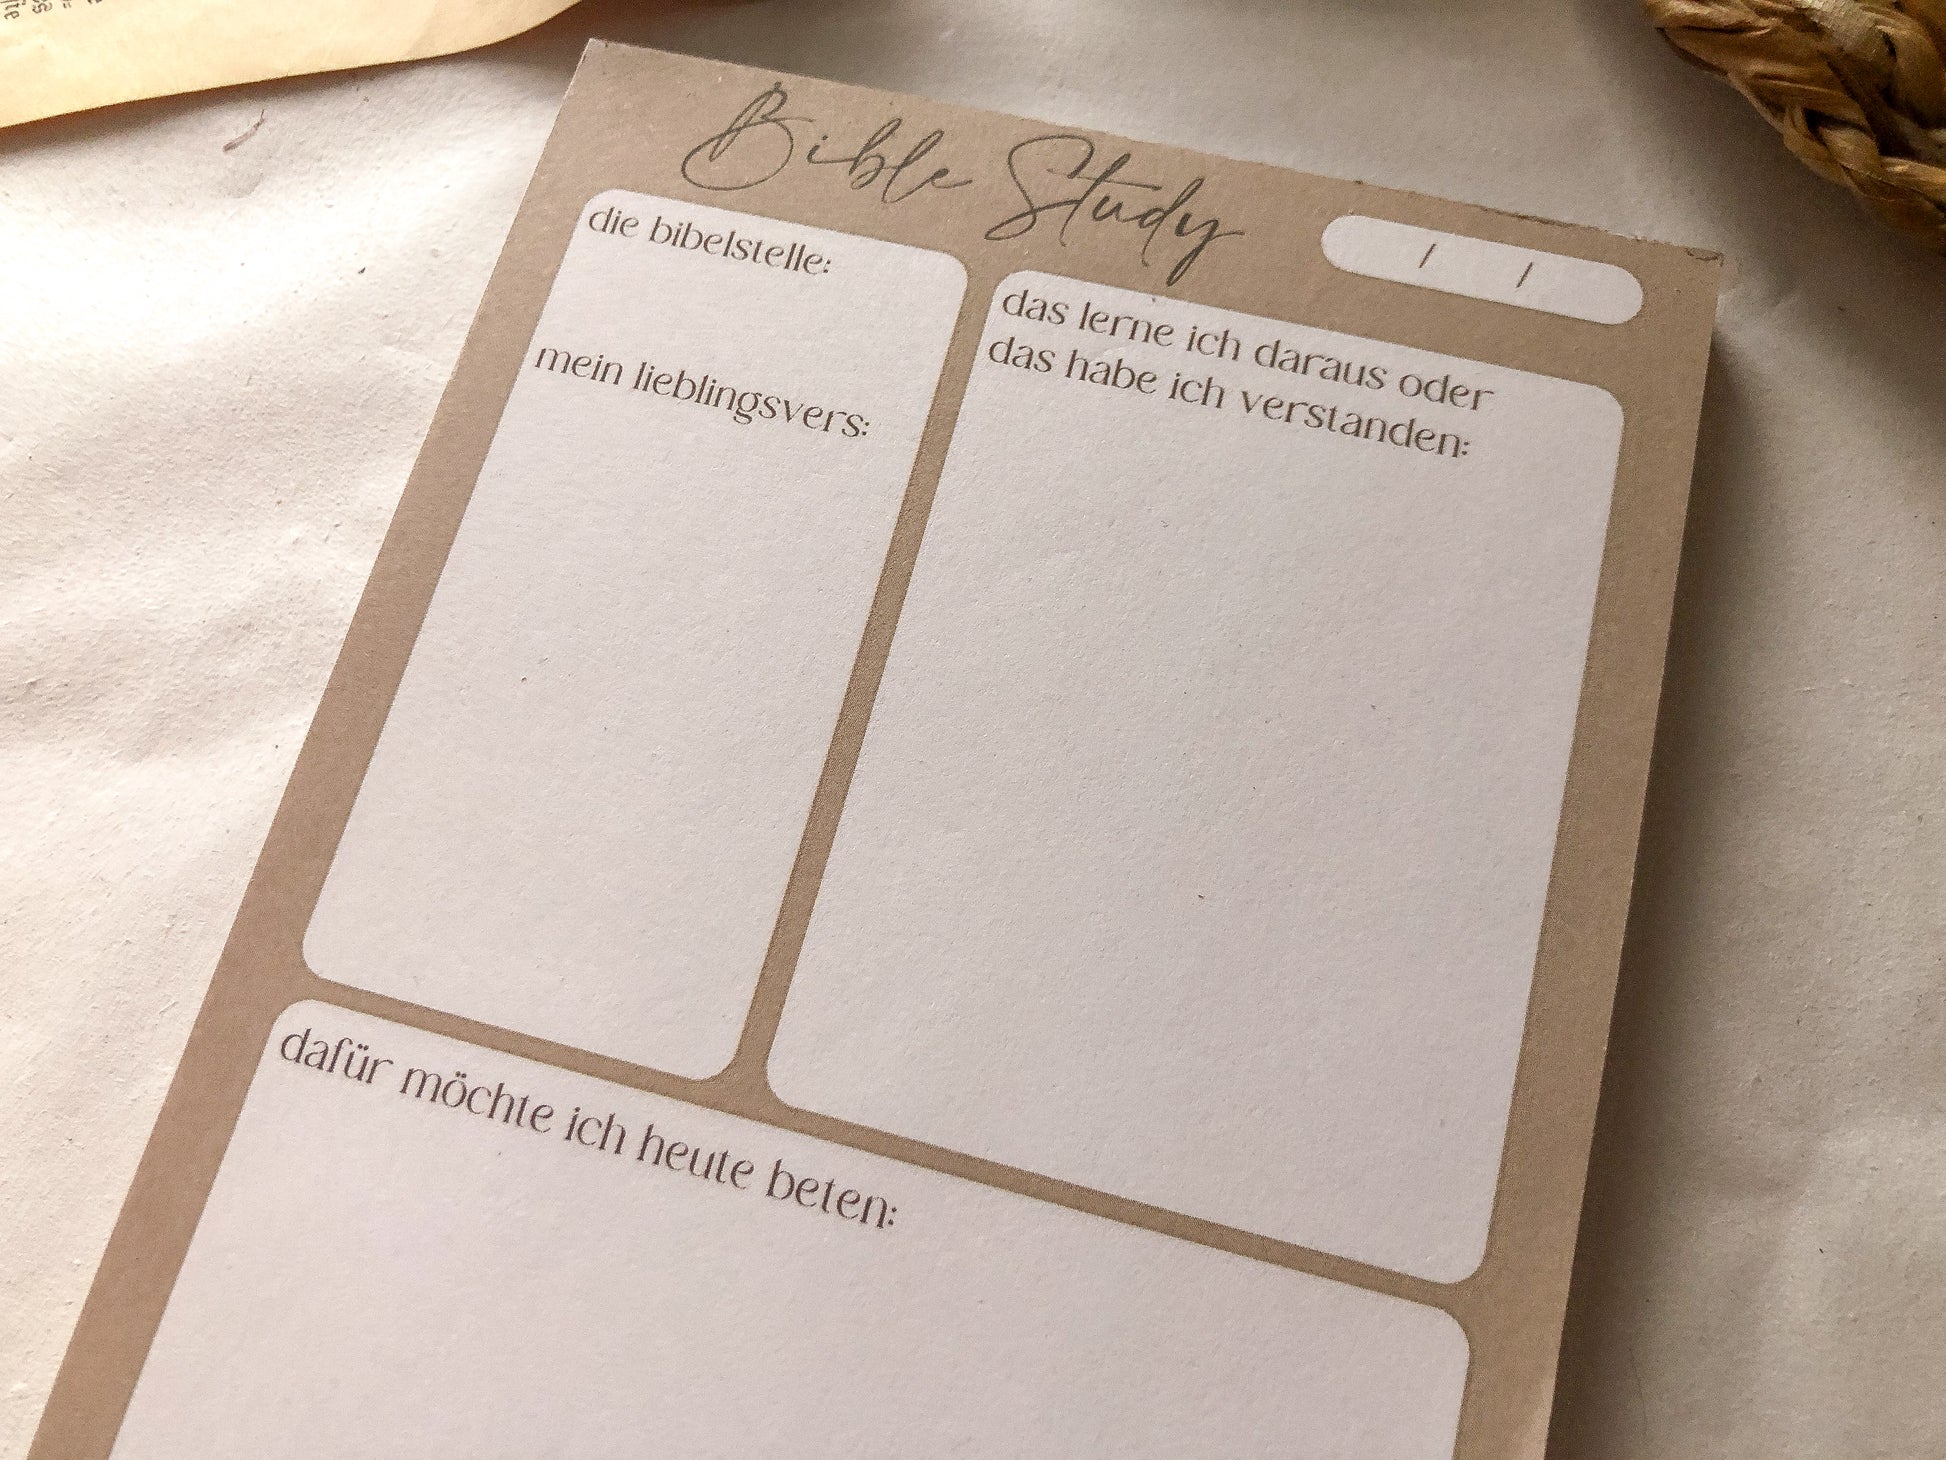 Bible Study
/ /
die bibelstelle:
mein lieblingsvers:
das lerne ich daraus oder
das habe ich verstanden:
dafür möchte ich heute beten: